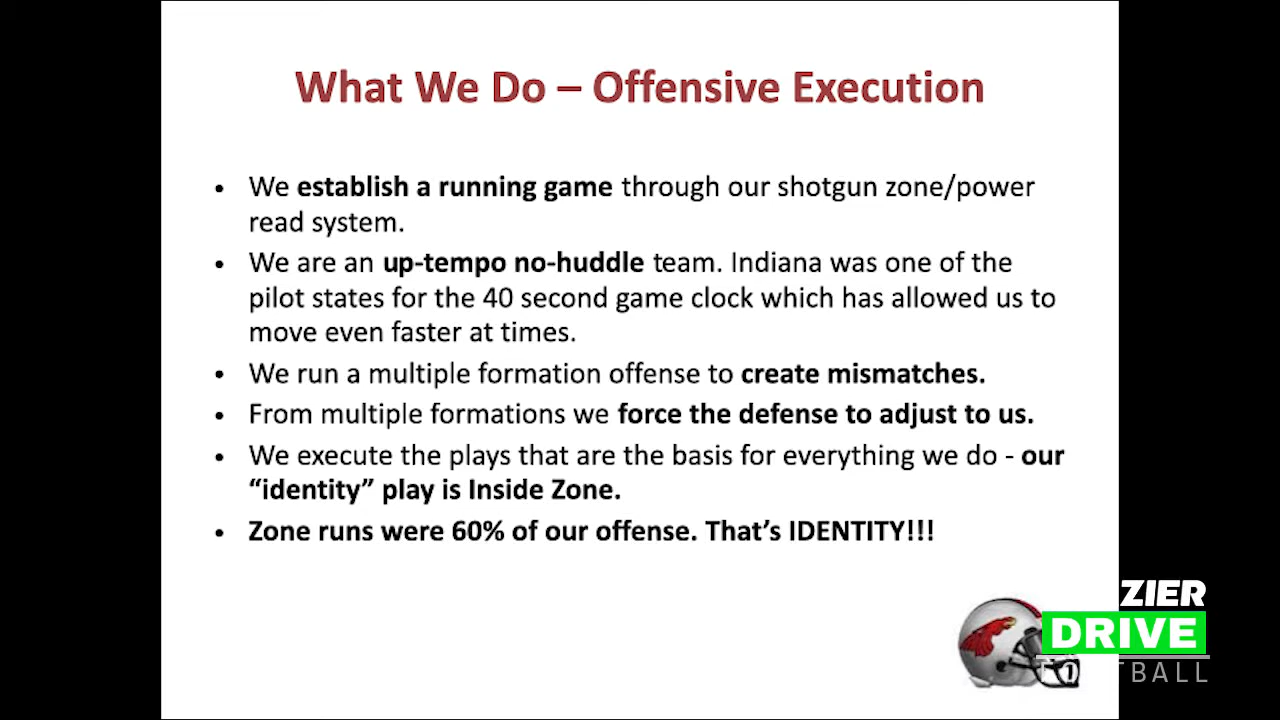 What We Do – Offensive Execution
• We establish a running game through our shotgun zone/power
read system.
• We are an up-tempo no-huddle team. Indiana was one of the
pilot states for the 40 second game clock which has allowed us to
move even faster at times.
• We run a multiple formation offense to create mismatches.
• From multiple formations we force the defense to adjust to us.
• We execute the plays that are the basis for everything we do - our
“identity” play is Inside Zone.
• Zone runs were 60% of our offense. That’s IDENTITY!!!
ZIER
DRIVE
FOOTBALL